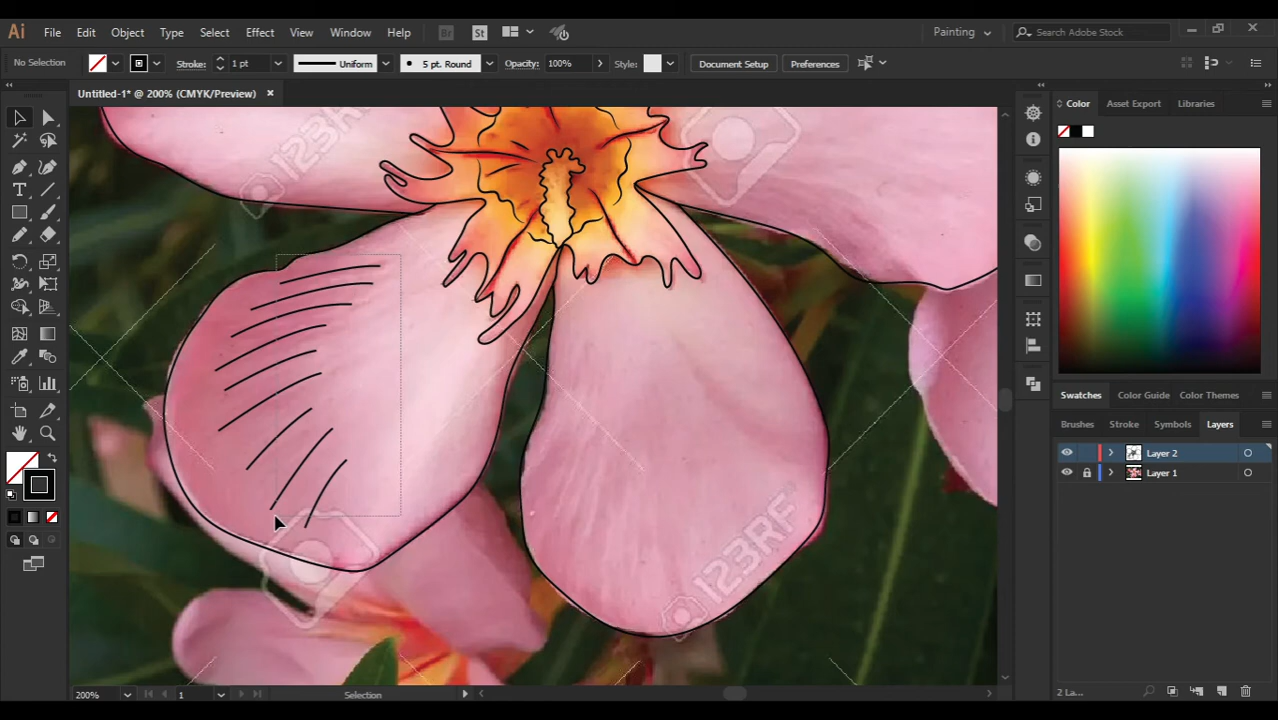 Ai File Edit Object Type Select Effect View Window Help Br St Painting Search Adobe Stock
No Selection Stroke: 1 pt Uniform 5 pt. Round Opacity: 100% Style: Document Setup Preferences
Untitled-1* @ 200% (CMYK/Preview)
Color Asset Export Libraries
123RF
123RF
123RF
Swatches Color Guide Color Themes
Brushes Stroke Symbols Layers
Layer 2
Layer 1
2 La...
200% 1 Selection